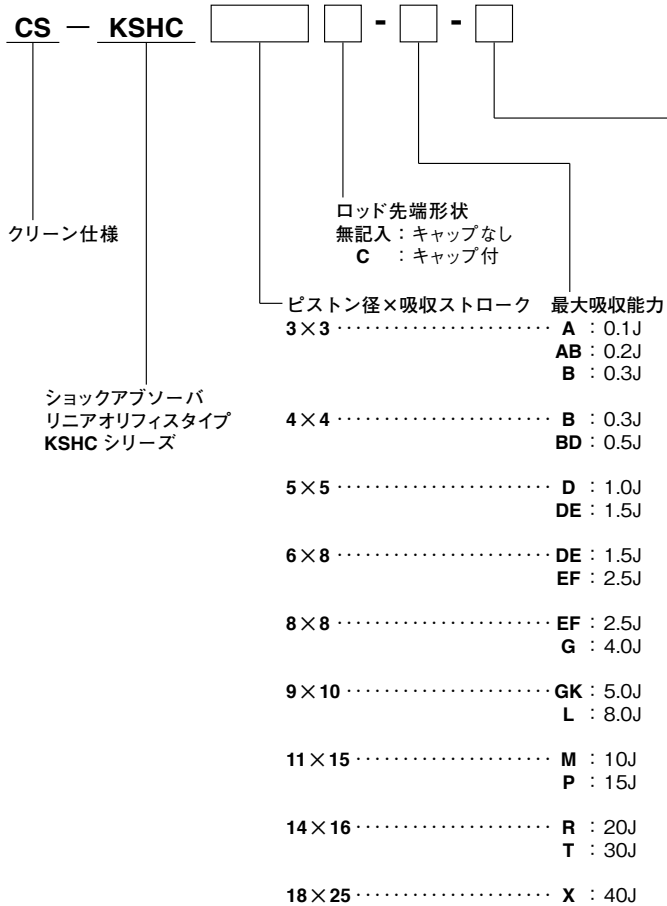 CS — KSHC - -
クリーン仕様
ロッド先端形状
無記入：キャップなし
C ：キャップ付
ピストン径×吸収ストローク 最大吸収能力
3×3 ･････････････････････ A ：0.1J
AB：0.2J
B ：0.3J
ショックアブソーバ
リニアオリフィスタイプ
KSHC シリーズ
4×4 ･････････････････････ B ：0.3J
BD：0.5J
5×5 ･････････････････････ D ：1.0J
DE：1.5J
6×8 ･････････････････････ DE：1.5J
EF：2.5J
8×8 ･････････････････････ EF：2.5J
G ：4.0J
9×10 ････････････････････ GK：5.0J
L ：8.0J
11×15 ･･･････････････････ M ：10J
P ：15J
14×16 ･･･････････････････ R ：20J
T ：30J
18×25 ･･･････････････････ X ：40J